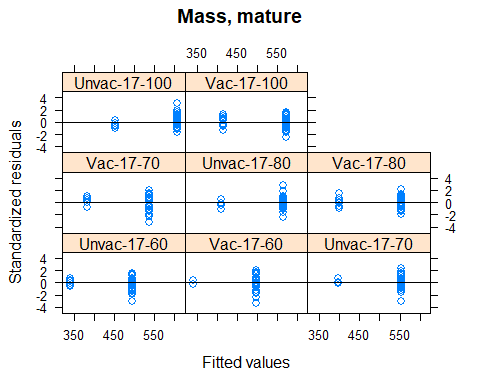 Mass, mature
350 450 550
Unvac-17-100 Vac-17-100
4
2
0
-2
-4
Vac-17-70 Unvac-17-80 Vac-17-80
4
2
0
-2
-4
Standardized residuals
Unvac-17-60 Vac-17-60 Unvac-17-70
4
2
0
-2
-4
350 450 550 350 450 550
Fitted values